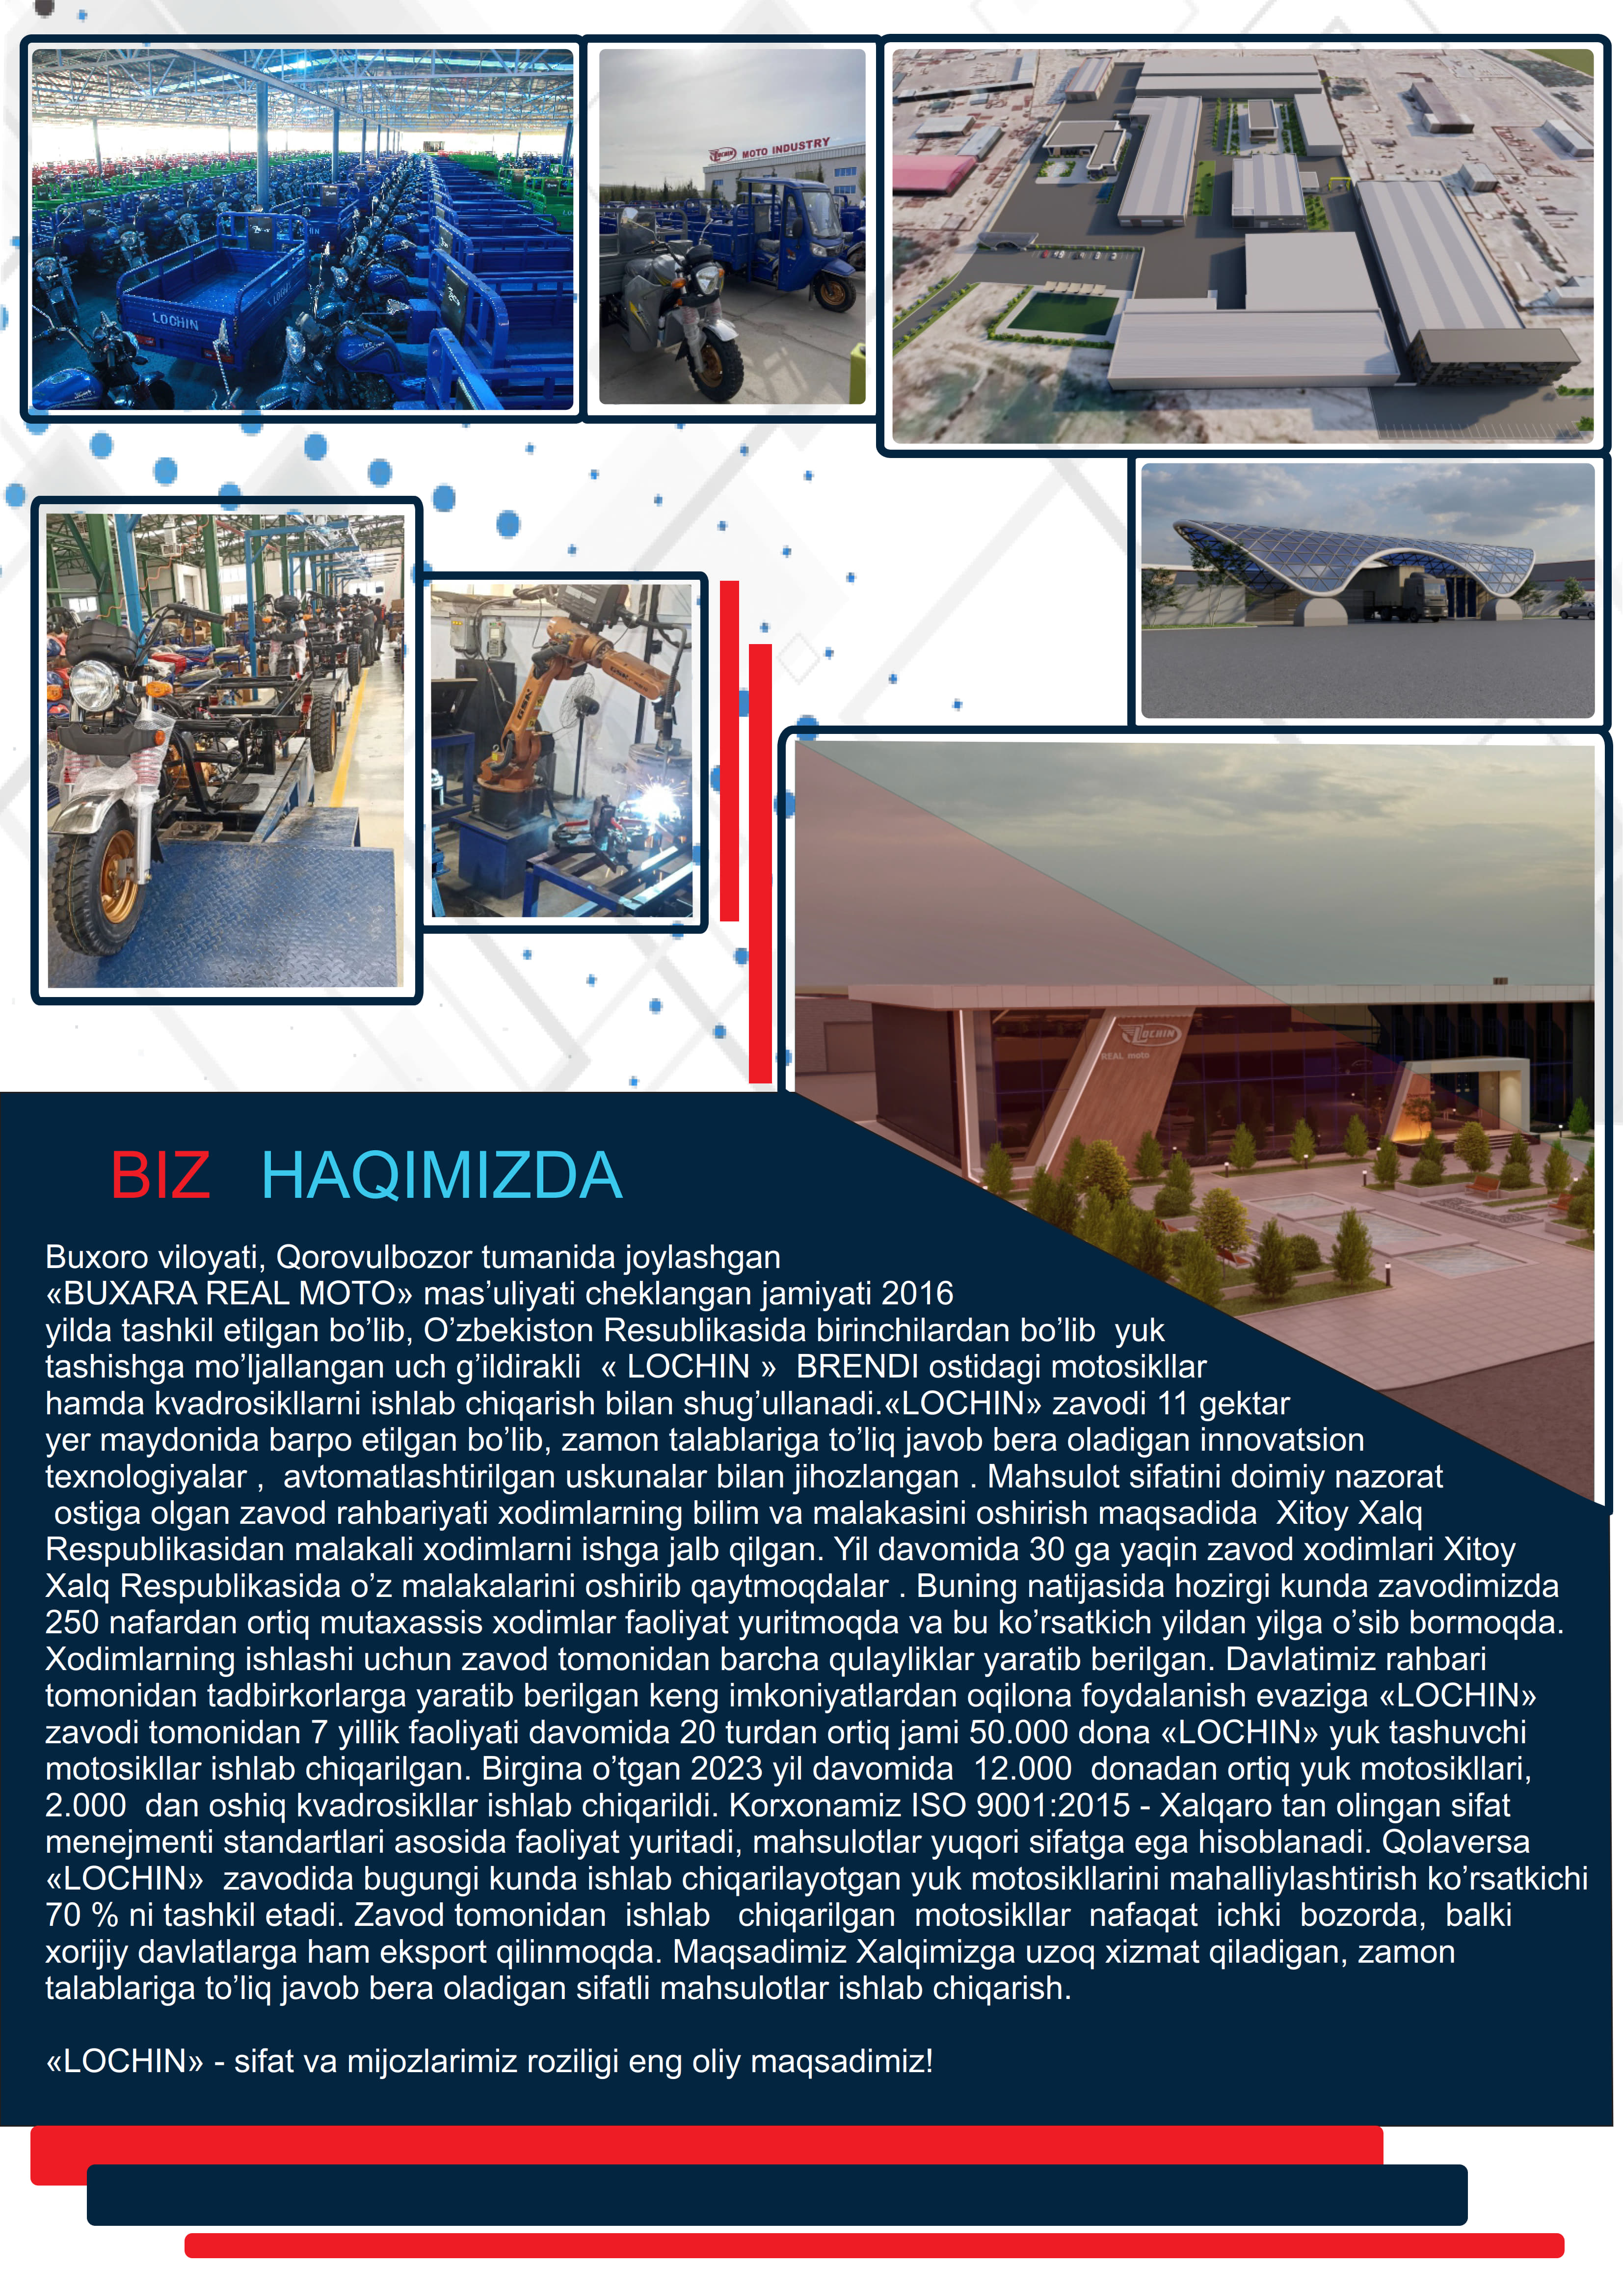 LOCHIN
LOCHIN
MOTO INDUSTRY
GSK
LOCHIN
REAL moto
BIZ HAQIMIZDA
Buxoro viloyati, Qorovulbozor tumanida joylashgan
«BUXARA REAL MOTO» mas’uliyati cheklangan jamiyati 2016
yilda tashkil etilgan bo’lib, O’zbekiston Resublikasida birinchilardan bo’lib yuk
tashishga mo’ljallangan uch g’ildirakli « LOCHIN » BRENDI ostidagi motosikllar
hamda kvadrosikllarni ishlab chiqarish bilan shug’ullanadi.«LOCHIN» zavodi 11 gektar
yer maydonida barpo etilgan bo’lib, zamon talablariga to’liq javob bera oladigan innovatsion
texnologiyalar , avtomatlashtirilgan uskunalar bilan jihozlangan . Mahsulot sifatini doimiy nazorat
ostiga olgan zavod rahbariyati xodimlarning bilim va malakasini oshirish maqsadida Xitoy Xalq
Respublikasidan malakali xodimlarni ishga jalb qilgan. Yil davomida 30 ga yaqin zavod xodimlari Xitoy
Xalq Respublikasida o’z malakalarini oshirib qaytmoqdalar . Buning natijasida hozirgi kunda zavodimizda
250 nafardan ortiq mutaxassis xodimlar faoliyat yuritmoqda va bu ko’rsatkich yildan yilga o’sib bormoqda.
Xodimlarning ishlashi uchun zavod tomonidan barcha qulayliklar yaratib berilgan. Davlatimiz rahbari
tomonidan tadbirkorlarga yaratib berilgan keng imkoniyatlardan oqilona foydalanish evaziga «LOCHIN»
zavodi tomonidan 7 yillik faoliyati davomida 20 turdan ortiq jami 50.000 dona «LOCHIN» yuk tashuvchi
motosikllar ishlab chiqarilgan. Birgina o’tgan 2023 yil davomida 12.000 donadan ortiq yuk motosikllari,
2.000 dan oshiq kvadrosikllar ishlab chiqarildi. Korxonamiz ISO 9001:2015 - Xalqaro tan olingan sifat
menejmenti standartlari asosida faoliyat yuritadi, mahsulotlar yuqori sifatga ega hisoblanadi. Qolaversa
«LOCHIN» zavodida bugungi kunda ishlab chiqarilayotgan yuk motosikllarini mahalliylashtirish ko’rsatkichi
70 % ni tashkil etadi. Zavod tomonidan ishlab chiqarilgan motosikllar nafaqat ichki bozorda, balki
xorijiy davlatlarga ham eksport qilinmoqda. Maqsadimiz Xalqimizga uzoq xizmat qiladigan, zamon
talablariga to’liq javob bera oladigan sifatli mahsulotlar ishlab chiqarish.
«LOCHIN» - sifat va mijozlarimiz roziligi eng oliy maqsadimiz!